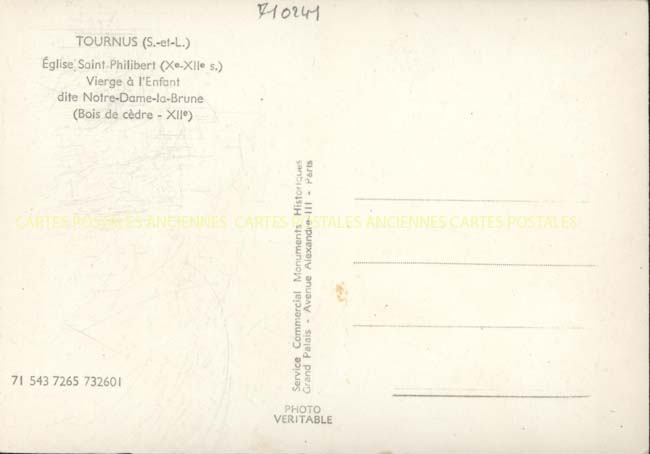 710241
TOURNUS (S.-et-L.)
Église Saint-Philibert (Xe-XIIe s.)
Vierge à l'Enfant
dite Notre-Dame-la-Brune
(Bois de cèdre - XIIe)
CARTES POSTALES ANCIENNES CARTES POSTALES ANCIENNES CARTES POSTALES
Service Commercial Monuments Historiques
Grand Palais - Avenue Alexandre-III - Paris
71 543 7265 732601
PHOTO
VERITABLE